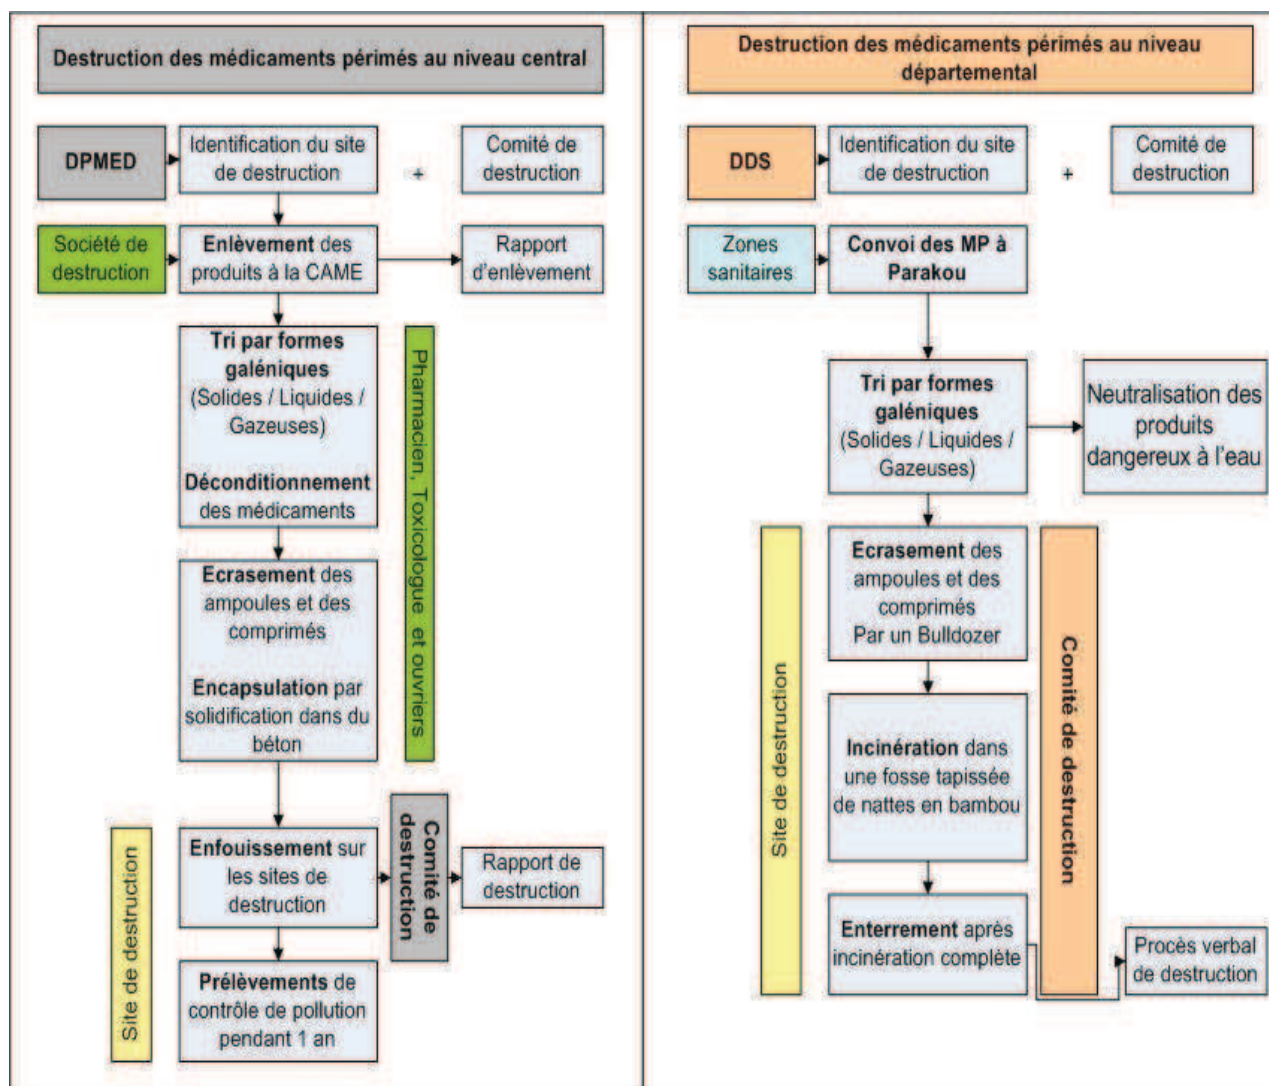 Destruction des médicaments périmés au niveau central
DPMED
Identification du site
de destruction
+
Comité de
destruction
Société de
destruction
Enlèvement des
produits à la CAME
Rapport
d'enlèvement
Tri par formes
galéniques
(Solides / Liquides /
Gazeuses)
Déconditionnement
des médicaments
Pharmacien, Toxicologue et ouvriers
Ecrasement des
ampoules et des
comprimés
Encapsulation par
solidification dans du
béton
Site de destruction
Enfouissement sur
les sites de
destruction
Comité de
destruction
Rapport de
destruction
Prélèvements de
contrôle de pollution
pendant 1 an
Destruction des médicaments périmés au niveau
départemental
DDS
Identification du site
de destruction
+
Comité de
destruction
Zones
sanitaires
Convoi des MP à
Parakou
Tri par formes
galéniques
(Solides / Liquides /
Gazeuses)
Neutralisation des
produits
dangereux à l'eau
Site de destruction
Ecrasement des
ampoules et des
comprimés
Par un Bulldozer
Comité de destruction
Incinération dans
une fosse tapissée
de nattes en bambou
Enterrement après
incinération complète
Procès verbal
de destruction